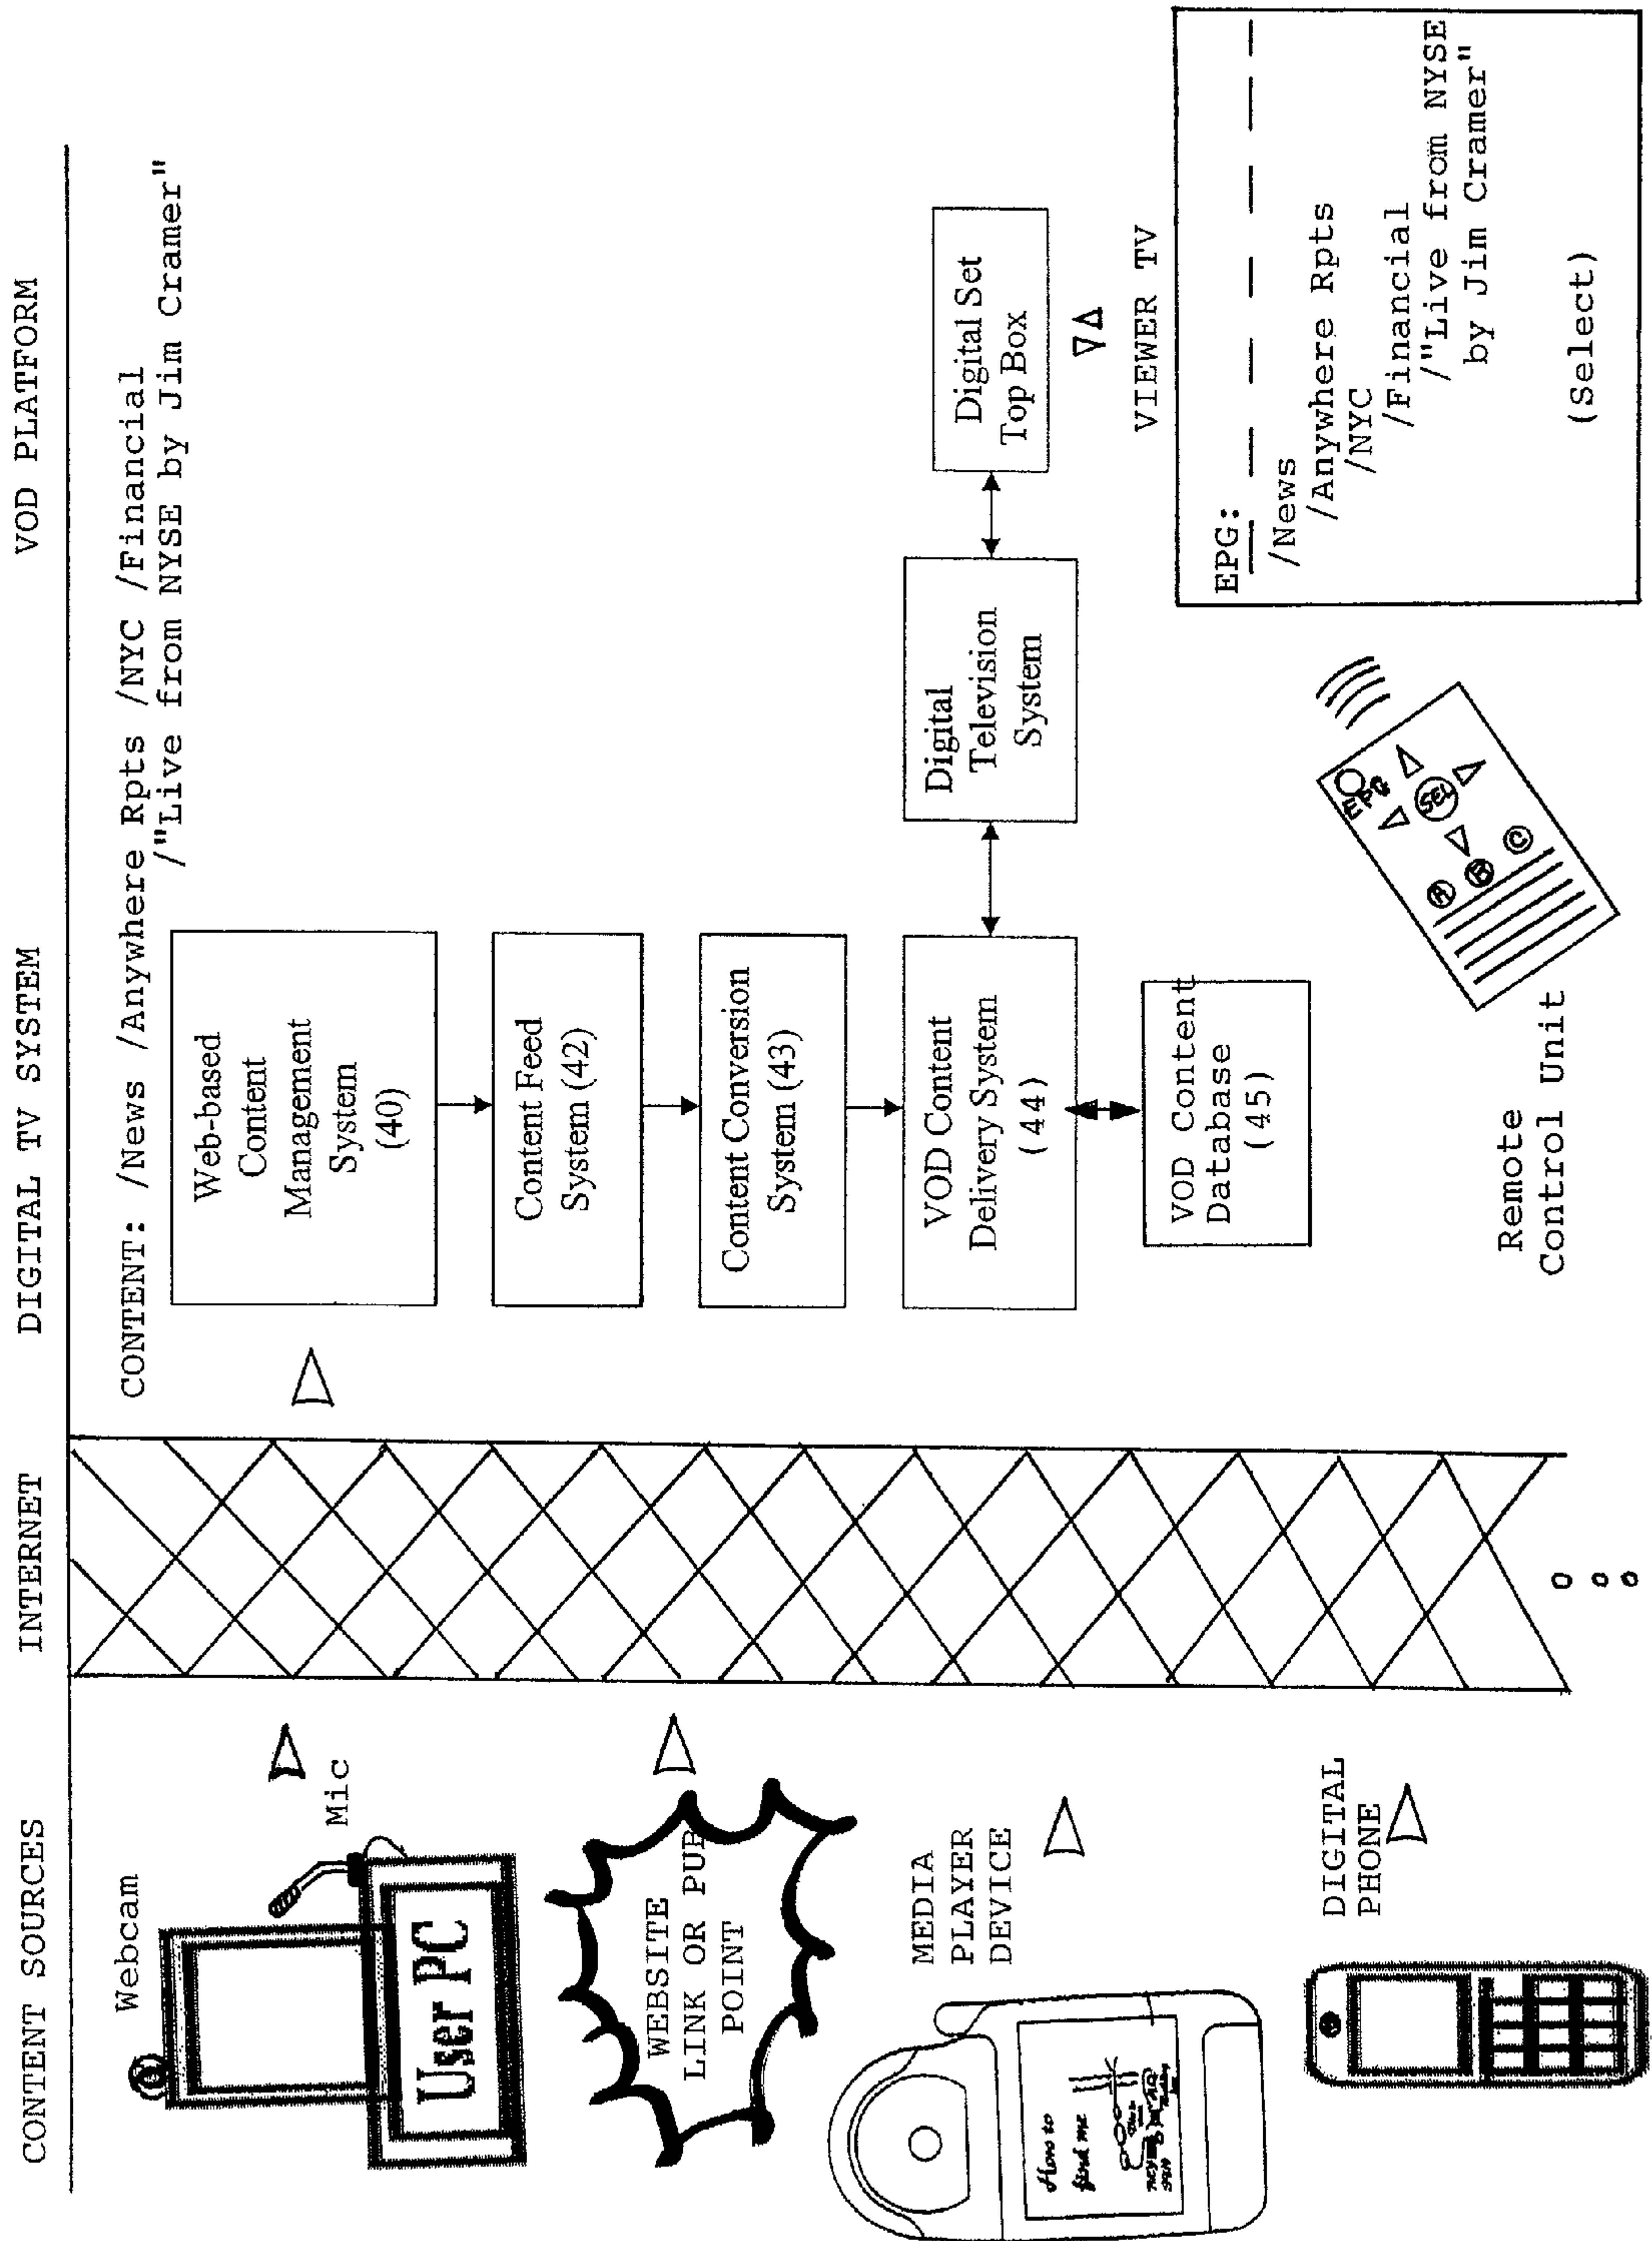 CONTENT SOURCES
INTERNET
DIGITAL TV SYSTEM
VOD PLATFORM
Webcam
Mic
User PC
WEBSITE
LINK OR PUB
POINT
MEDIA
PLAYER
DEVICE
How to
find me
DIGITAL
PHONE
CONTENT: /News /Anywhere Rpts /NYC /Financial
/"Live from NYSE by Jim Cramer"
Web-based
Content
Management
System
(40)
Content Feed
System (42)
Content Conversion
System (43)
VOD Content
Delivery System
(44)
VOD Content
Database
(45)
Digital
Television
System
Digital Set
Top Box
VIEWER TV
Remote
Control Unit
EPG
SEL
A
B
C
EPG:
/News
/Anywhere Rpts
/NYC
/Financial
/"Live from NYSE
by Jim Cramer"
(Select)